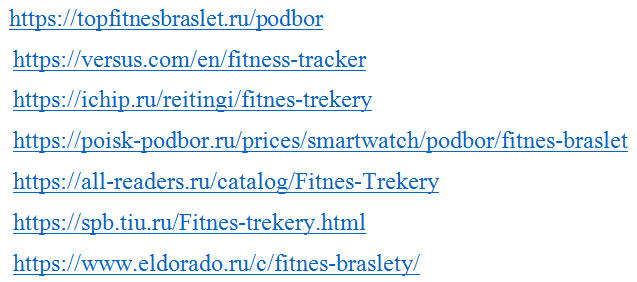 https://topfitnesbraslet.ru/podbor
https://versus.com/en/fitness-tracker
https://ichip.ru/reitingi/fitnes-trekery
https://poisk-podbor.ru/prices/smartwatch/podbor/fitnes-braslet
https://all-readers.ru/catalog/Fitnes-Trekery
https://spb.tiu.ru/Fitnes-trekery.html
https://www.eldorado.ru/c/fitnes-braslety/